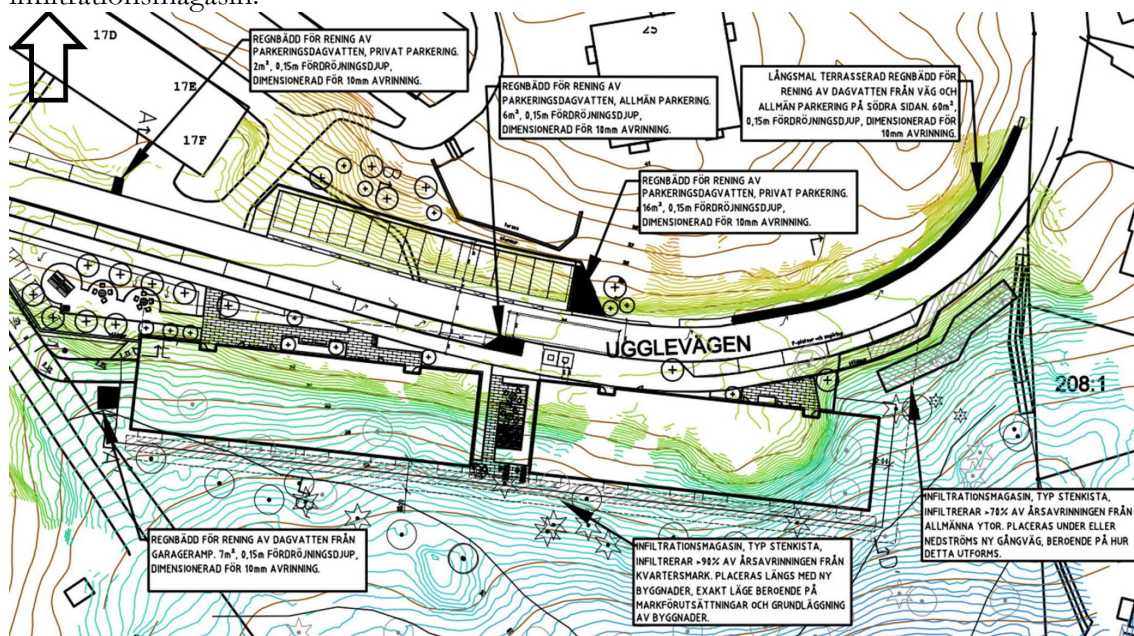 infiltrationsmagasin.
17D
17E
17F
25
REGNBÄDD FÖR RENING AV
PARKERINGSDAGVATTEN, PRIVAT PARKERING.
2m², 0,15m FÖRDRÖJNINGSDJUP,
DIMENSIONERAD FÖR 10mm AVRINNING.
REGNBÄDD FÖR RENING AV
PARKERINGSDAGVATTEN, ALLMÄN PARKERING.
6m², 0,15m FÖRDRÖJNINGSDJUP,
DIMENSIONERAD FÖR 10mm AVRINNING.
LÅNGSMAL TERRASSERAD REGNBÄDD FÖR
RENING AV DAGVATTEN FRÅN VÄG OCH
ALLMÄN PARKERING PÅ SÖDRA SIDAN. 60m²,
0,15m FÖRDRÖJNINGSDJUP, DIMENSIONERAD FÖR
10mm AVRINNING.
REGNBÄDD FÖR RENING AV
PARKERINGSDAGVATTEN, PRIVAT PARKERING.
16m², 0,15m FÖRDRÖJNINGSDJUP,
DIMENSIONERAD FÖR 10mm AVRINNING.
A
B
41
UGGLEVÄGEN
208:1
D
REGNBÄDD FÖR RENING AV DAGVATTEN FRÅN
GARAGERAMP. 7m², 0,15m FÖRDRÖJNINGSDJUP,
DIMENSIONERAD FÖR 10mm AVRINNING.
INFILTRATIONSMAGASIN, TYP STENKISTA,
INFILTRERAR >90% AV ÅRSAVRINNINGEN FRÅN
KVARTERSMARK. PLACERAS LÄNGS MED NY
BYGGNADER, EXAKT LÄGE BEROENDE PÅ
MARKFÖRUTSÄTTNINGAR OCH GRUNDLÄGGNING
AV BYGGNADER.
INFILTRATIONSMAGASIN, TYP STENKISTA,
INFILTRERAR >70% AV ÅRSAVRINNINGEN FRÅN
ALLMÄNNA YTOR. PLACERAS UNDER ELLER
NEDSTRÖMS NY GÅNGVÄG, BEROENDE PÅ HUR
DETTA UTFORMS.